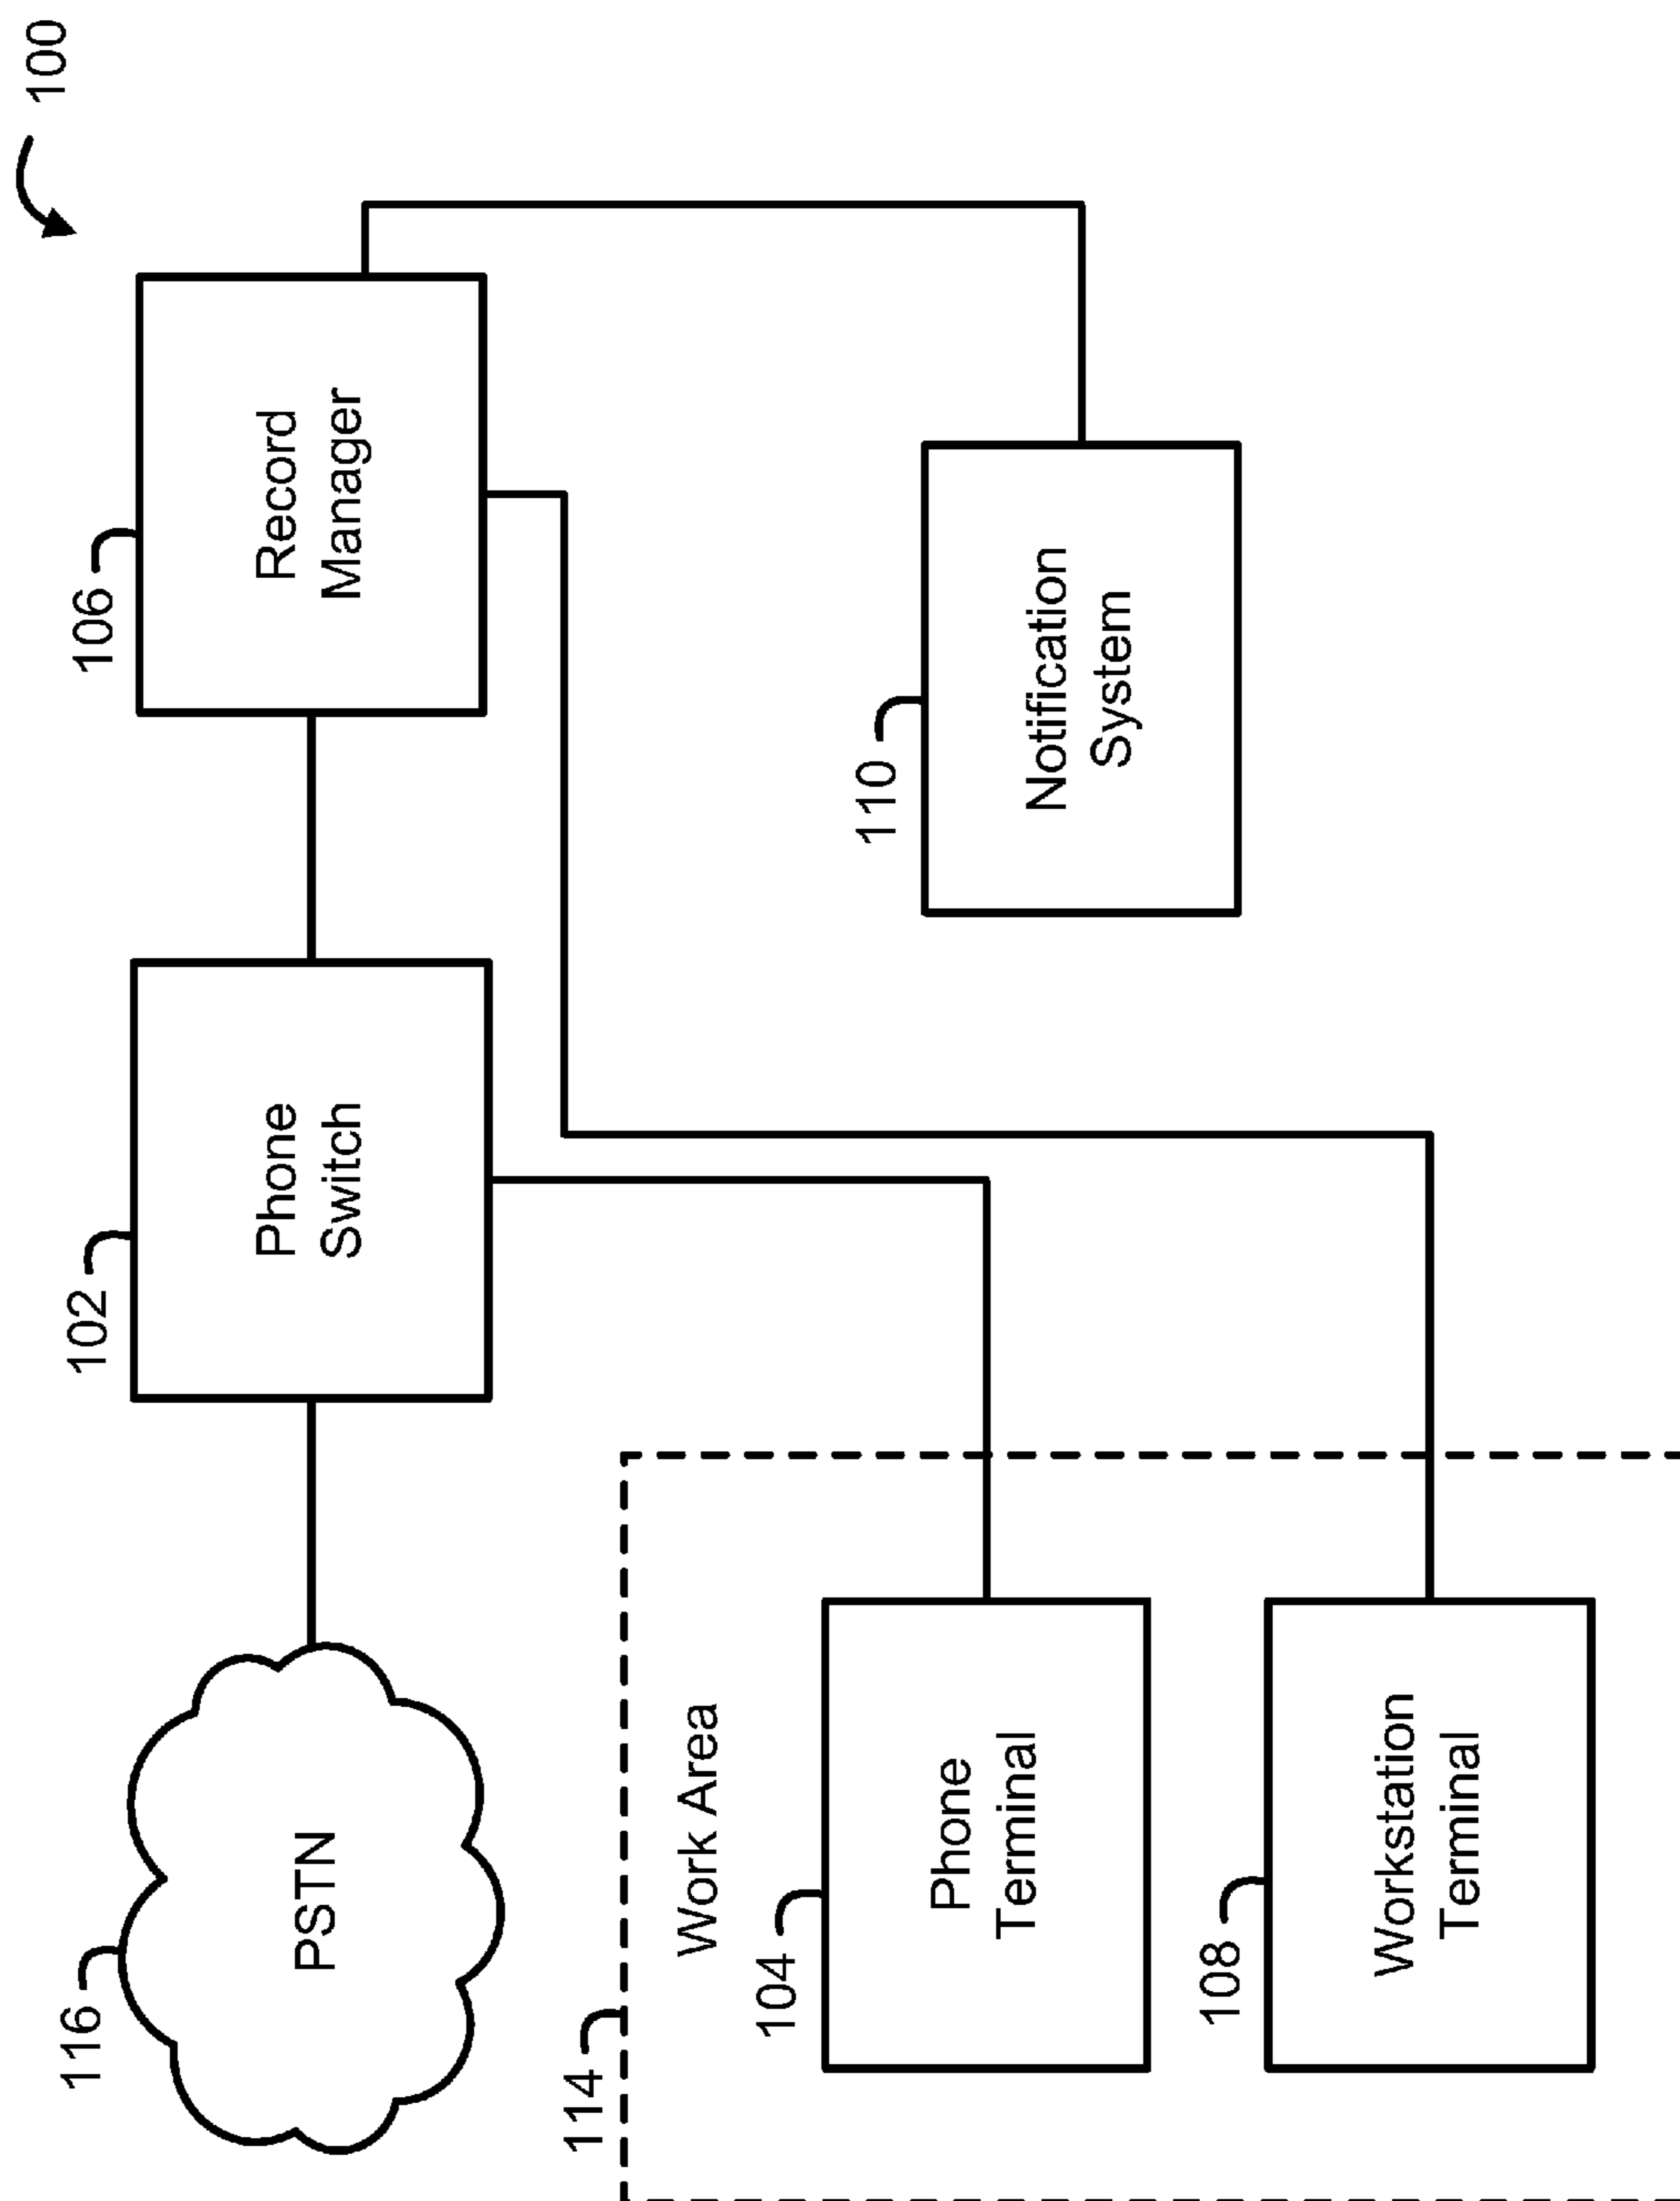 100
116
PSTN
102
Phone
Switch
106
Record
Manager
114
Work Area
104
Phone
Terminal
110
Notification
System
108
Workstation
Terminal